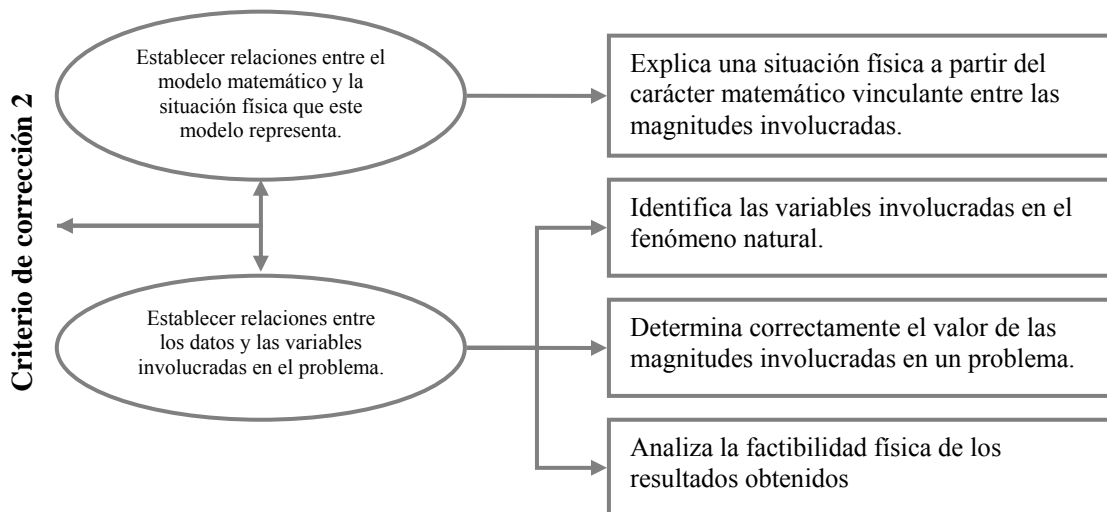 Criterio de corrección 2
Establecer relaciones entre el
modelo matemático y la
situación física que este
modelo representa.
Explica una situación física a partir del
carácter matemático vinculante entre las
magnitudes involucradas.
Identifica las variables involucradas en el
fenómeno natural.
Establecer relaciones entre
los datos y las variables
involucradas en el problema.
Determina correctamente el valor de las
magnitudes involucradas en un problema.
Analiza la factibilidad física de los
resultados obtenidos